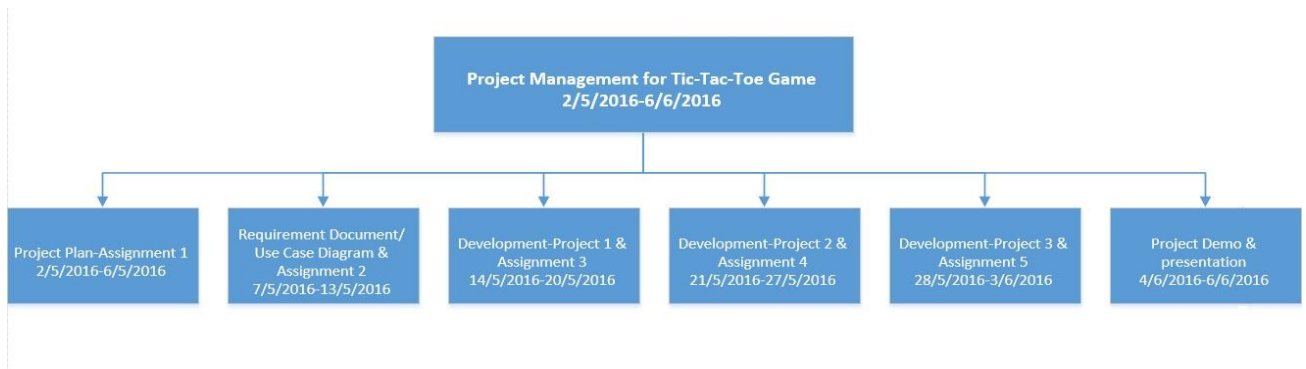 Project Management for Tic-Tac-Toe Game
2/5/2016-6/6/2016
Project Plan-Assignment 1
2/5/2016-6/5/2016
Requirement Document/
Use Case Diagram &
Assignment 2
7/5/2016-13/5/2016
Development-Project 1 &
Assignment 3
14/5/2016-20/5/2016
Development-Project 2 &
Assignment 4
21/5/2016-27/5/2016
Development-Project 3 &
Assignment 5
28/5/2016-3/6/2016
Project Demo &
presentation
4/6/2016-6/6/2016